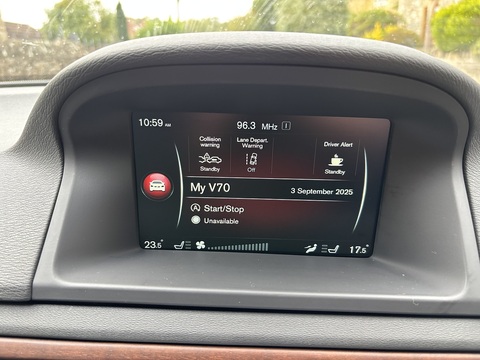 10:59 AM
96.3 MHz I
Collision warning
Standby
Lane Depart. Warning
Off
Driver Alert
Standby
My V70
3 September 2025
Start/Stop
Unavailable
23.5°
17.5°